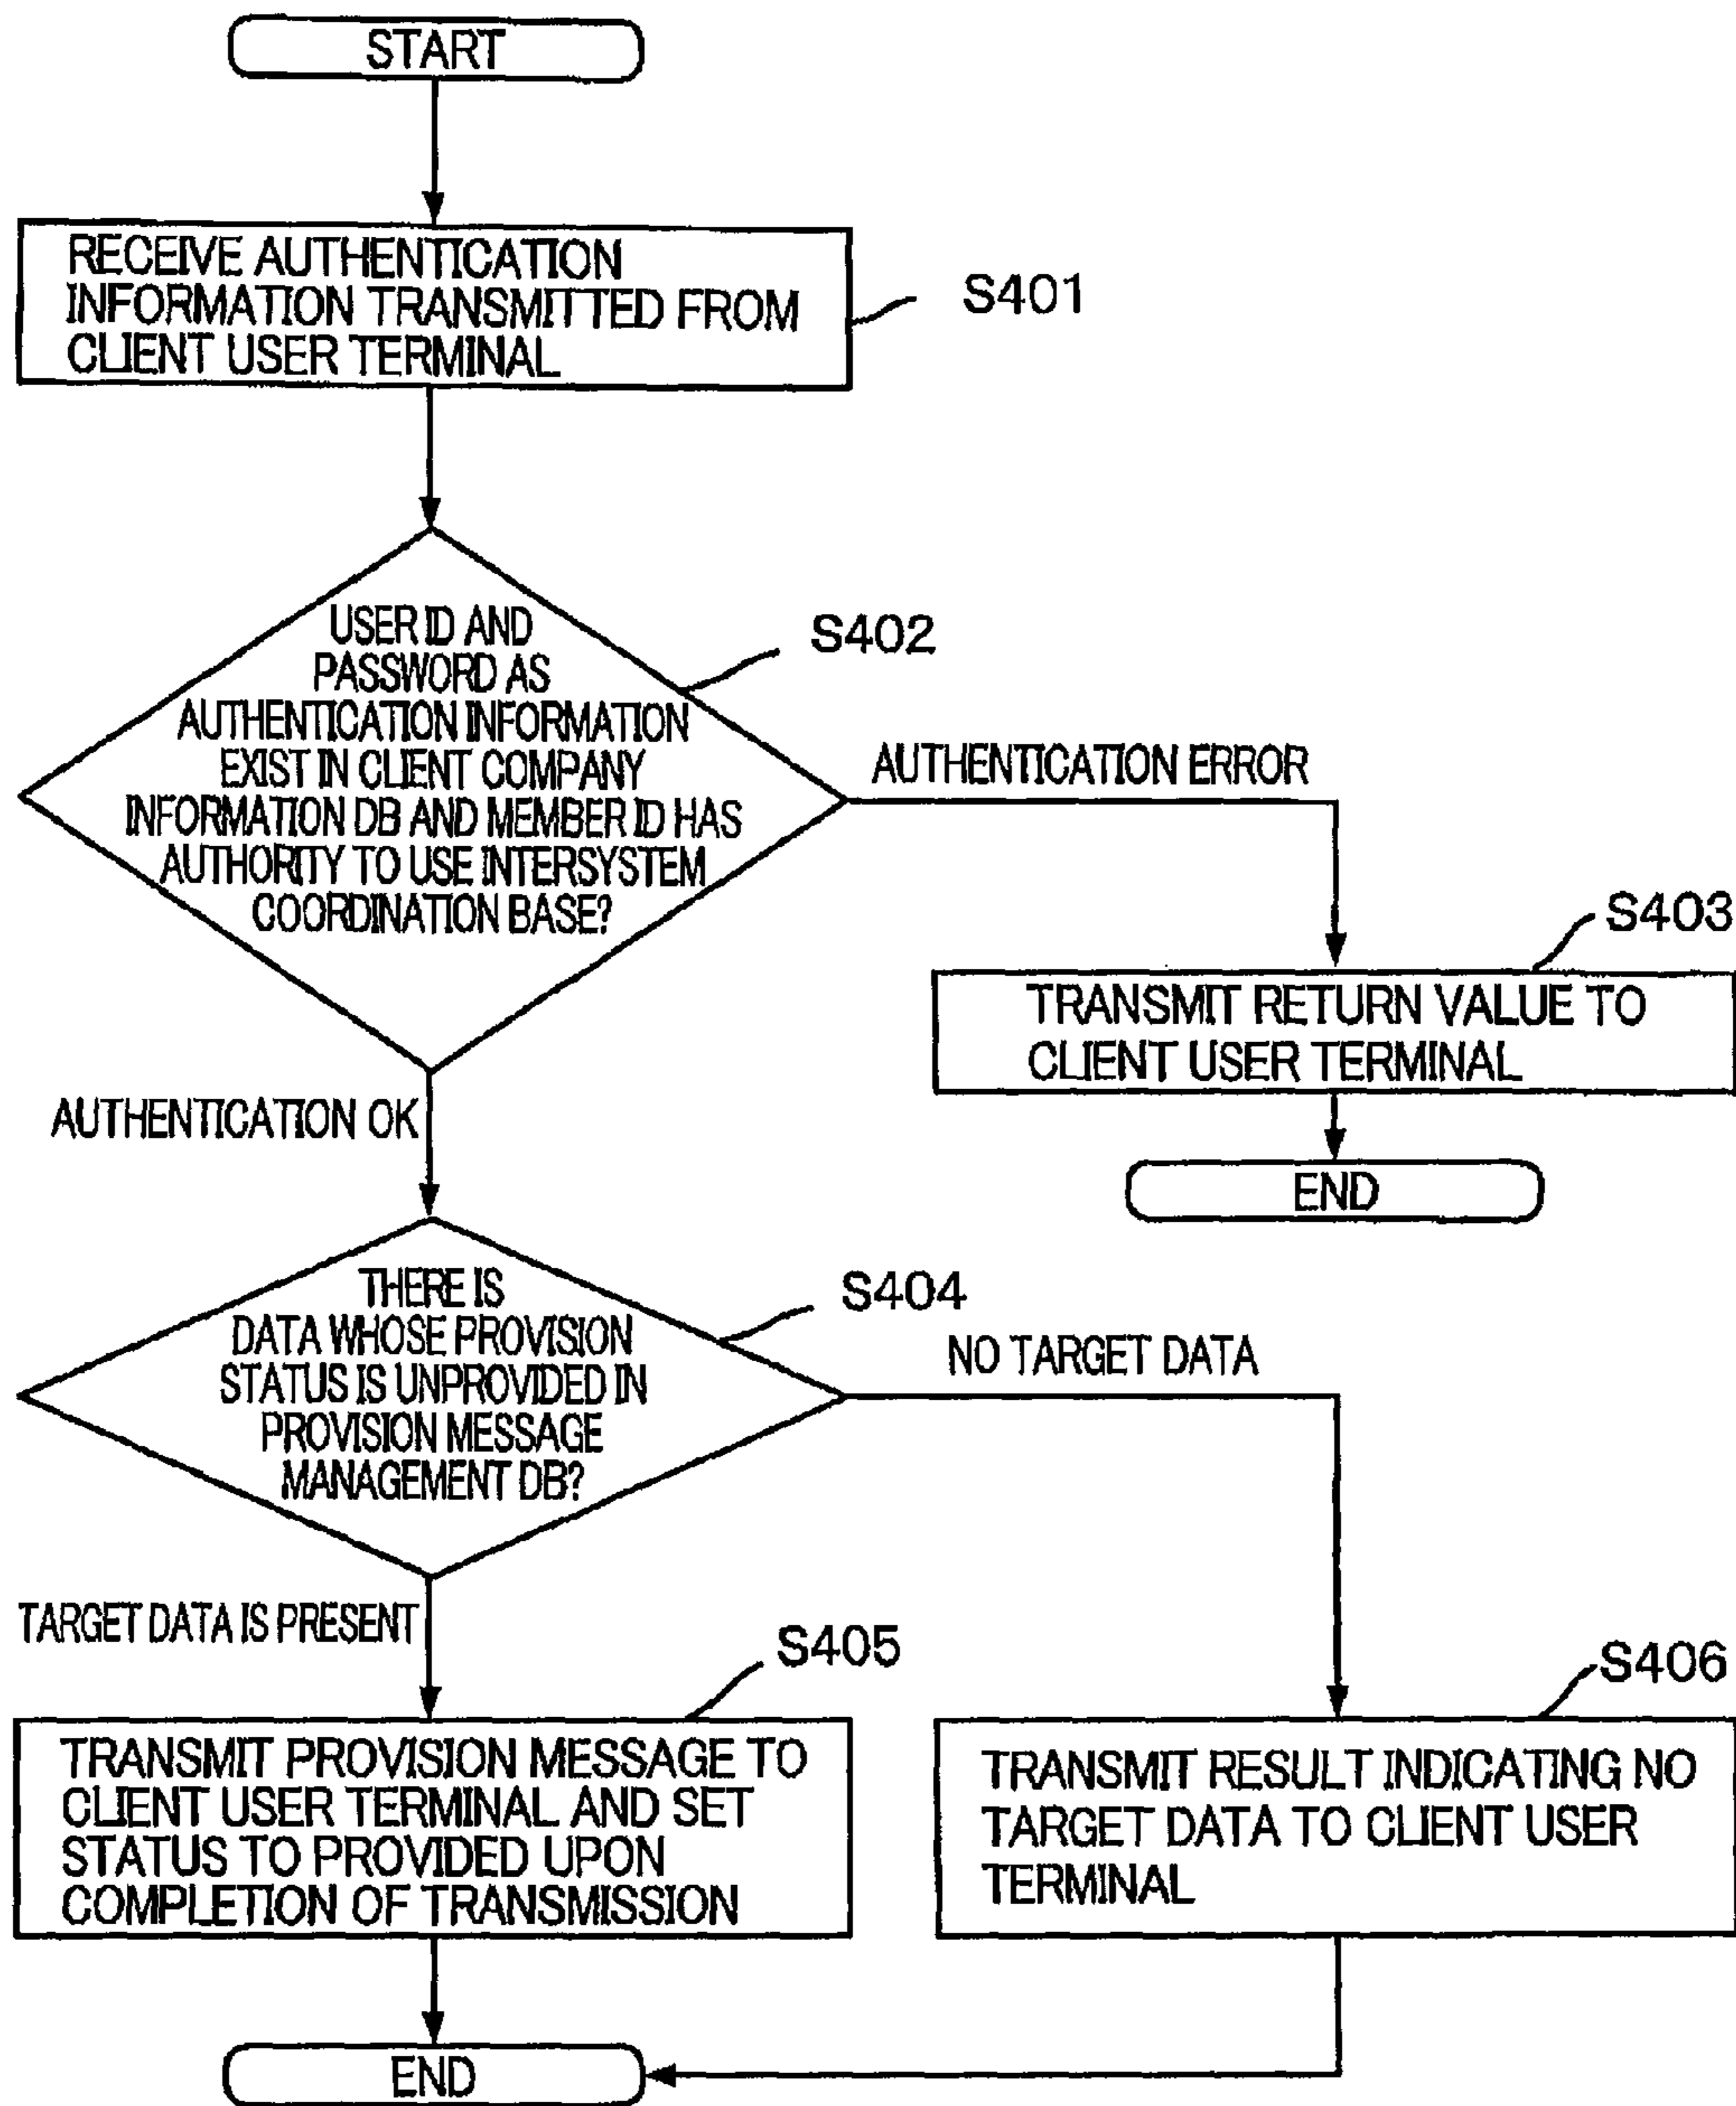 START
RECEIVE AUTHENTICATION
INFORMATION TRANSMITTED FROM
CLIENT USER TERMINAL
S401
USER ID AND
PASSWORD AS
AUTHENTICATION INFORMATION
EXIST IN CLIENT COMPANY
INFORMATION DB AND MEMBER ID HAS
AUTHORITY TO USE INTERSYSTEM
COORDINATION BASE?
S402
AUTHENTICATION ERROR
S403
TRANSMIT RETURN VALUE TO
CLIENT USER TERMINAL
END
AUTHENTICATION OK
THERE IS
DATA WHOSE PROVISION
STATUS IS UNPROVIDED IN
PROVISION MESSAGE
MANAGEMENT DB?
S404
NO TARGET DATA
TARGET DATA IS PRESENT
S405
TRANSMIT PROVISION MESSAGE TO
CLIENT USER TERMINAL AND SET
STATUS TO PROVIDED UPON
COMPLETION OF TRANSMISSION
S406
TRANSMIT RESULT INDICATING NO
TARGET DATA TO CLIENT USER
TERMINAL
END